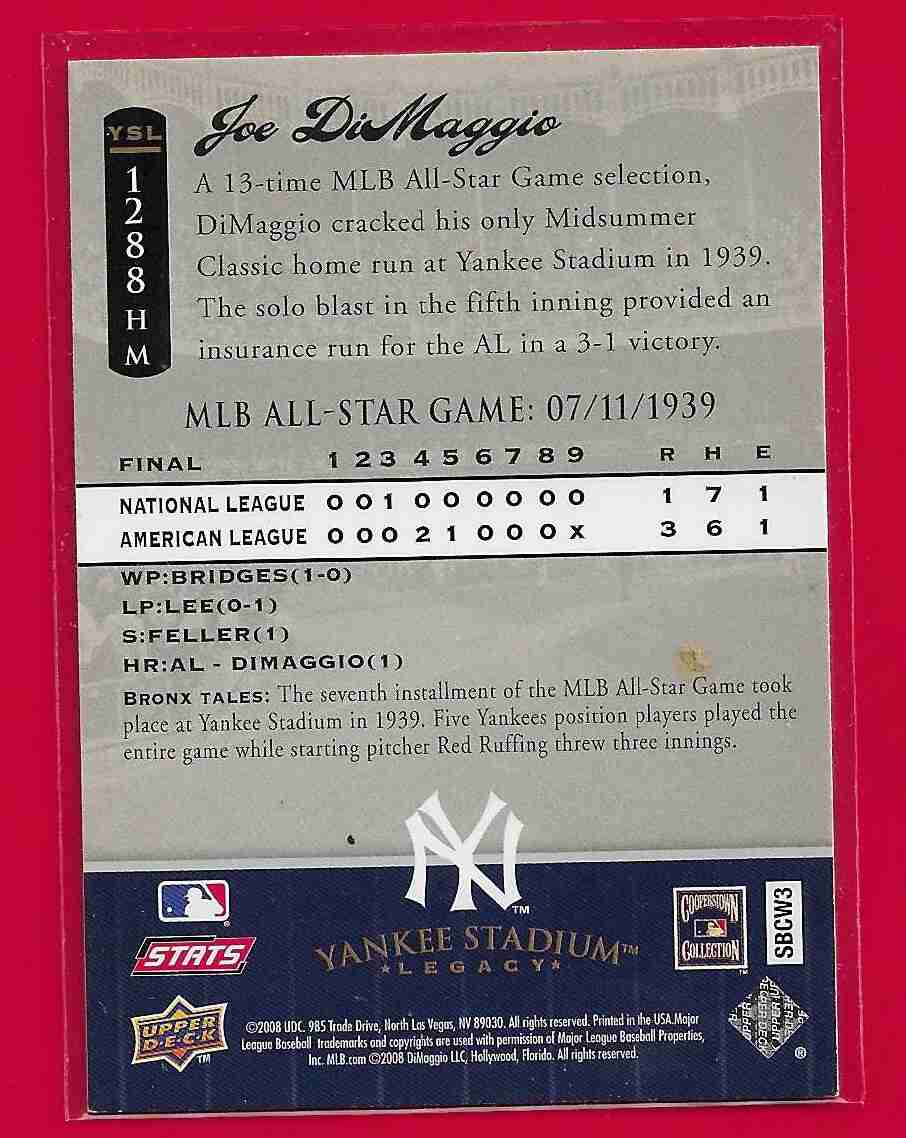 YSL
1288HM
Joe DiMaggio
A 13-time MLB All-Star Game selection,
DiMaggio cracked his only Midsummer
Classic home run at Yankee Stadium in 1939.
The solo blast in the fifth inning provided an
insurance run for the AL in a 3-1 victory.
MLB ALL-STAR GAME: 07/11/1939
FINAL 1 2 3 4 5 6 7 8 9 R H E
NATIONAL LEAGUE 0 0 1 0 0 0 0 0 0 1 7 1
AMERICAN LEAGUE 0 0 0 2 1 0 0 0 X 3 6 1
WP:BRIDGES(1-0)
LP:LEE(0-1)
S:FELLER(1)
HR:AL - DIMAGGIO(1)
BRONX TALES: The seventh installment of the MLB All-Star Game took
place at Yankee Stadium in 1939. Five Yankees position players played the
entire game while starting pitcher Red Ruffing threw three innings.
NY™
STATS
YANKEE STADIUM™
LEGACY
COOPERSTOWN
COLLECTION™
SBCW3
UPPER
DECK™
©2008 UDC. 985 Trade Drive, North Las Vegas, NV 89030. All rights reserved. Printed in the USA.Major
League Baseball trademarks and copyrights are used with permission of Major League Baseball Properties,
Inc. MLB.com ©2008 DiMaggio LLC, Hollywood, Florida. All rights reserved.
®